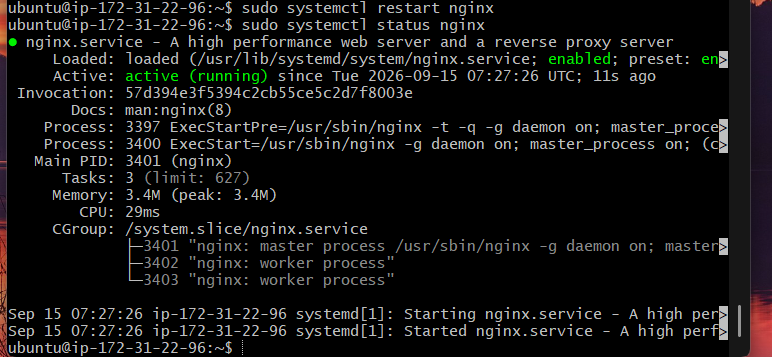 ubuntu@ip-172-31-22-96:~$ sudo systemctl restart nginx
ubuntu@ip-172-31-22-96:~$ sudo systemctl status nginx
● nginx.service - A high performance web server and a reverse proxy server
     Loaded: loaded (/usr/lib/systemd/system/nginx.service; enabled; preset: en>
     Active: active (running) since Tue 2026-09-15 07:27:26 UTC; 11s ago
 Invocation: 57d394e3f5394c2cb55ce5c2d7f8003e
       Docs: man:nginx(8)
    Process: 3397 ExecStartPre=/usr/sbin/nginx -t -q -g daemon on; master_proce>
    Process: 3400 ExecStart=/usr/sbin/nginx -g daemon on; master_process on; (c>
   Main PID: 3401 (nginx)
      Tasks: 3 (limit: 627)
     Memory: 3.4M (peak: 3.4M)
        CPU: 29ms
     CGroup: /system.slice/nginx.service
             ├─3401 "nginx: master process /usr/sbin/nginx -g daemon on; master>
             ├─3402 "nginx: worker process"
             └─3403 "nginx: worker process"
Sep 15 07:27:26 ip-172-31-22-96 systemd[1]: Starting nginx.service - A high per>
Sep 15 07:27:26 ip-172-31-22-96 systemd[1]: Started nginx.service - A high perf>
ubuntu@ip-172-31-22-96:~$